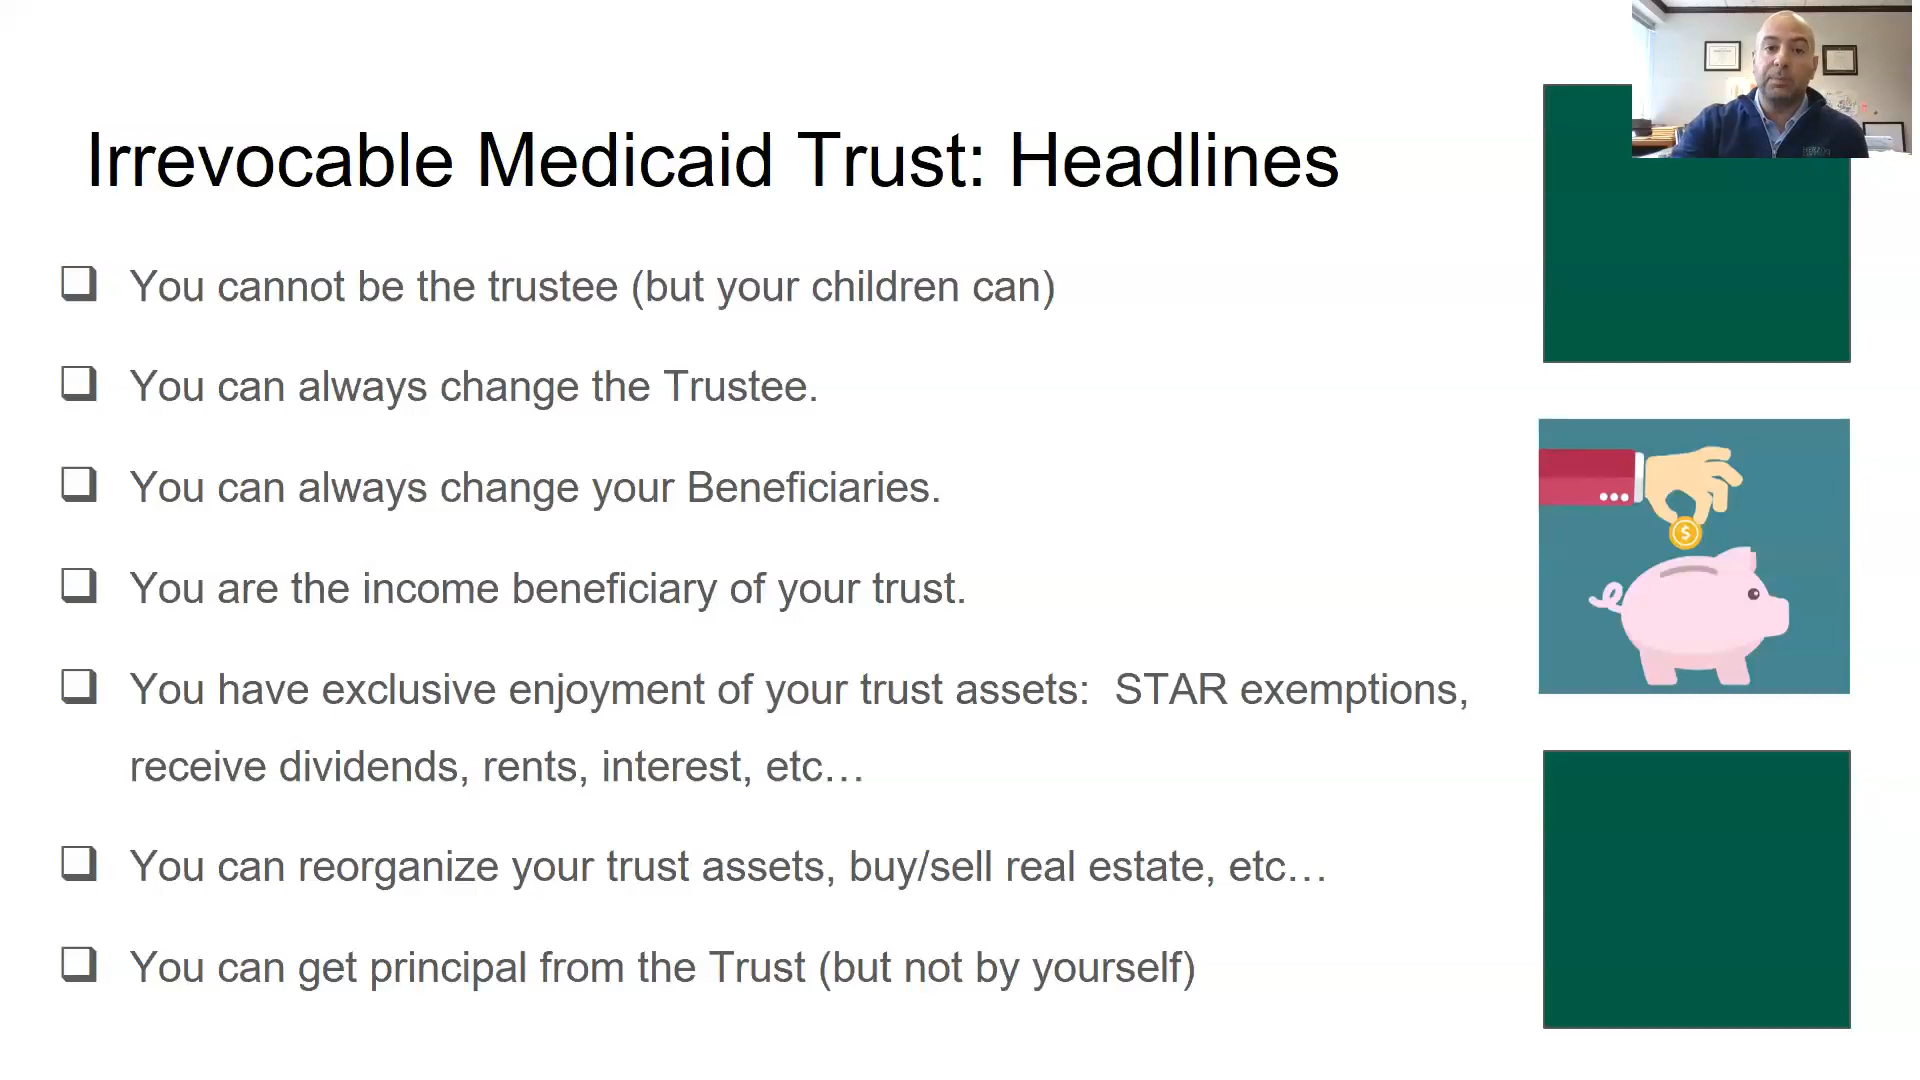 Irrevocable Medicaid Trust: Headlines
You cannot be the trustee (but your children can)
You can always change the Trustee.
You can always change your Beneficiaries.
You are the income beneficiary of your trust.
You have exclusive enjoyment of your trust assets:  STAR exemptions,
receive dividends, rents, interest, etc…
You can reorganize your trust assets, buy/sell real estate, etc…
You can get principal from the Trust (but not by yourself)
$